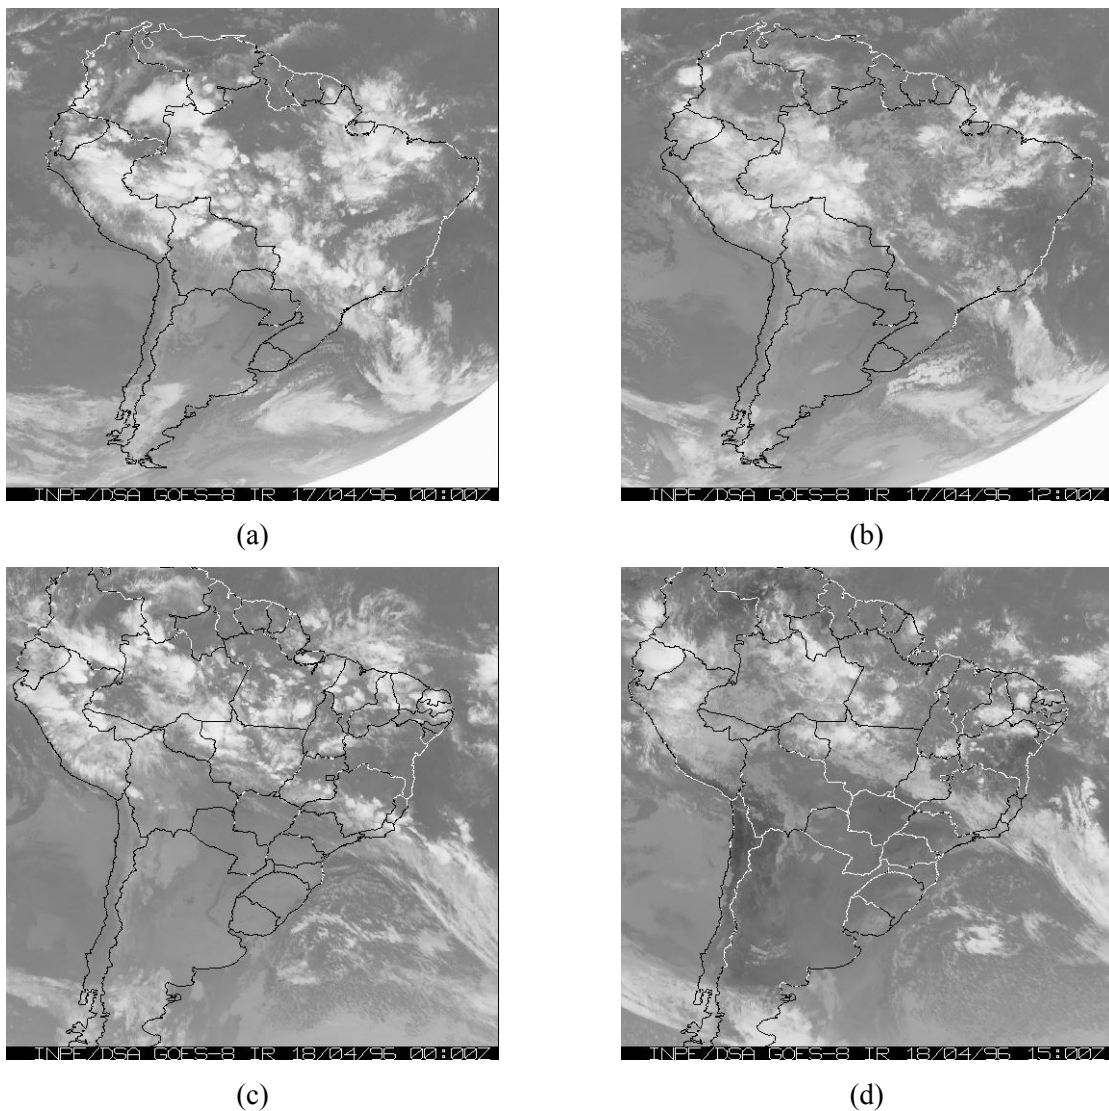 INPE/DSA GOES-8 IR 17/04/96 00:00Z
INPE/DSA GOES-8 IR 17/04/96 12:00Z
(a)
(b)
INPE/DSA GOES-8 IR 18/04/96 00:00Z
INPE/DSA GOES-8 IR 18/04/96 15:00Z
(c)
(d)